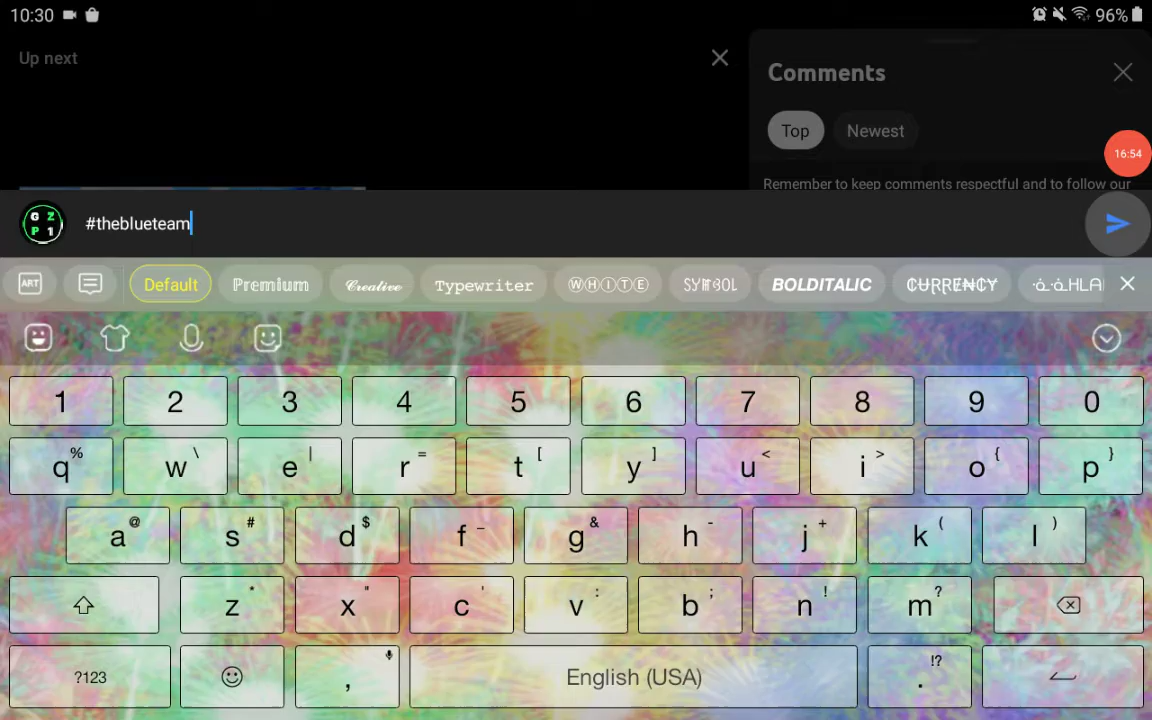 10:30 96%
Up next
Comments
Top Newest
16:54
Remember to keep comments respectful and to follow our
G Z
P 1
#theblueteam
ART Default ℙ𝕣𝕖𝕞𝕚𝕦𝕞 𝓒𝓻𝓮𝓪𝓽𝓲𝓿𝓮 𝚃𝚢𝚙𝚎𝚠𝚛𝚒𝚝𝚎𝚛 ⓌⒽⒾⓉⒺ BOLDITALIC
1 2 3 4 5 6 7 8 9 0
q % w \ e | r = t [ y ] u < i > o { p }
a @ s # d $ f _ g & h - j + k ( l )
z * x " c ' v : b ; n ! m ?
?123 , English (USA) . !?